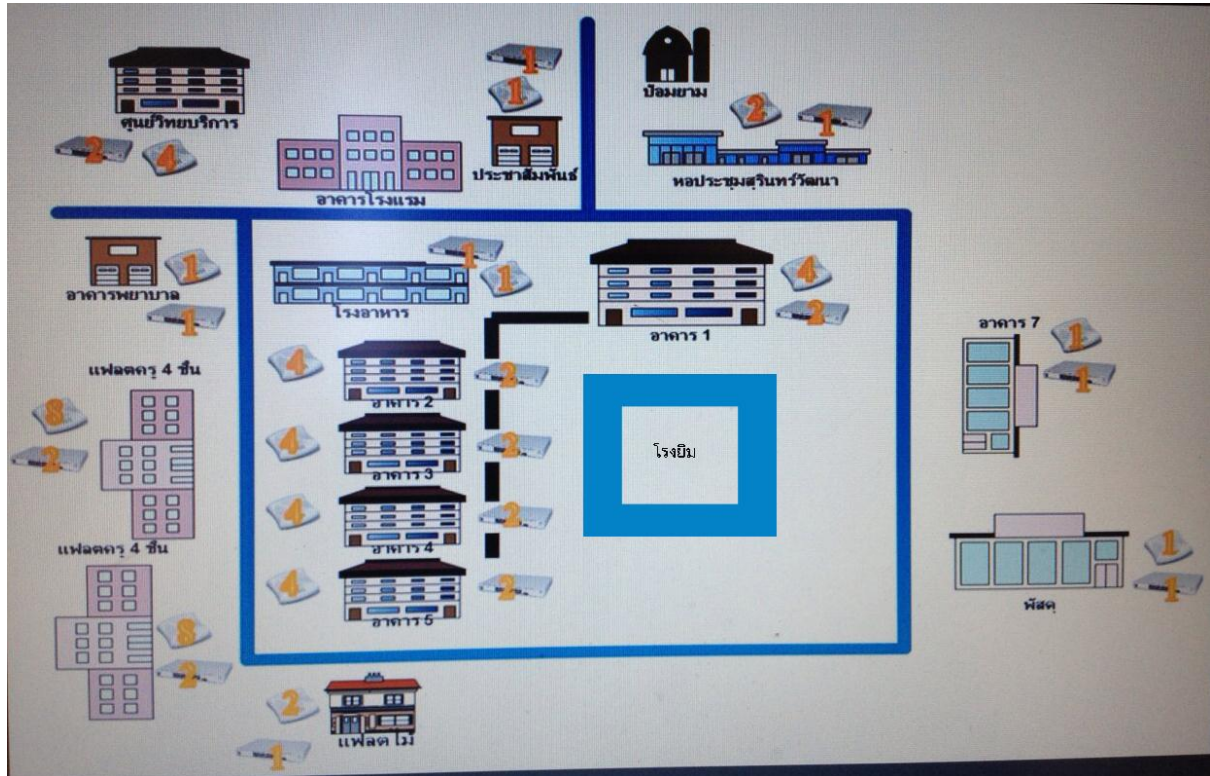 ป้อมยาม
ศูนย์วิทยบริการ
2
4
1
1
ประชาสัมพันธ์
อาคารโรงแรม
2
1
หอประชุมสุรินทร์วัฒนา
1
อาคารพยาบาล
1
1
1
โรงอาหาร
4
2
อาคาร 1
อาคาร 7
1
1
แฟลตครู 4 ชั้น
8
2
4
2
อาคาร 2
4
2
อาคาร 3
โรงยิม
4
2
อาคาร 4
4
2
อาคาร 5
1
1
พัสดุ
แฟลตครู 4 ชั้น
8
2
2
1
แฟลตไม้